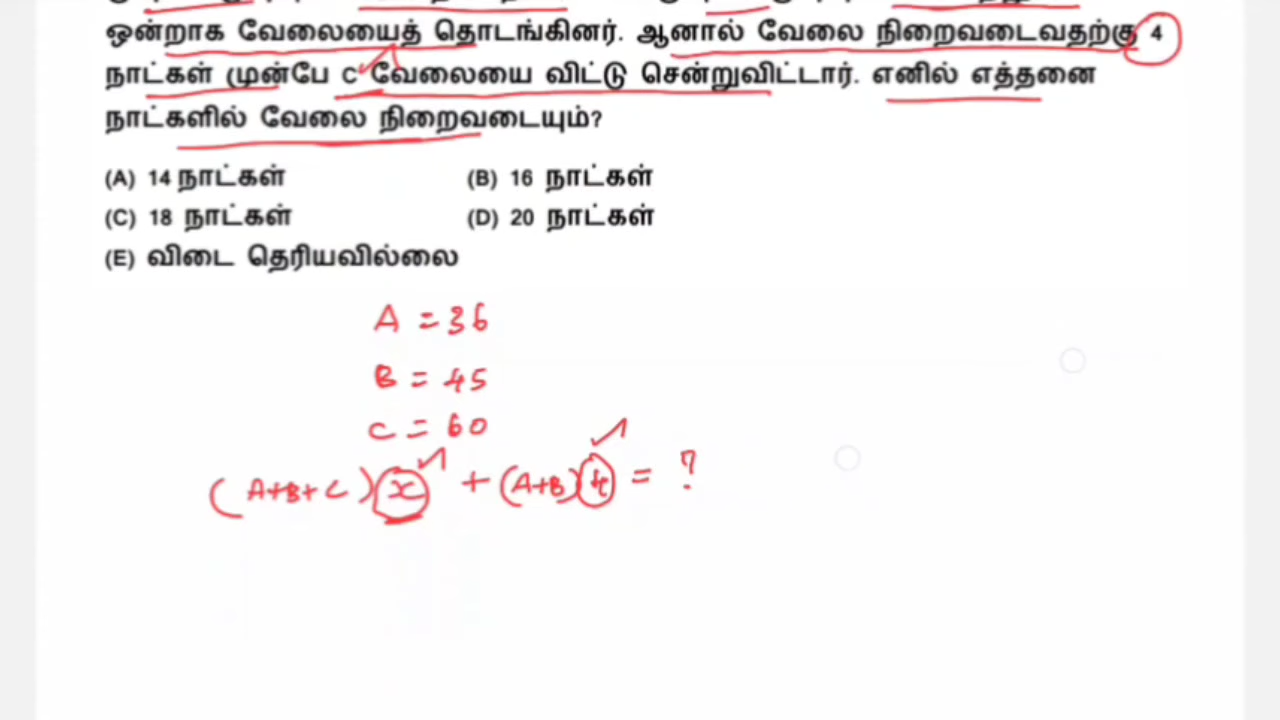 ஒன்றாக வேலையைத் தொடங்கினர். ஆனால் வேலை நிறைவடைவதற்கு 4
நாட்கள் முன்பே C வேலையை விட்டு சென்றுவிட்டார். எனில் எத்தனை
நாட்களில் வேலை நிறைவடையும்?
(A) 14 நாட்கள் (B) 16 நாட்கள்
(C) 18 நாட்கள் (D) 20 நாட்கள்
(E) விடை தெரியவில்லை
A = 36
B = 45
C = 60
(A+B+C) x + (A+B) 4 = ?